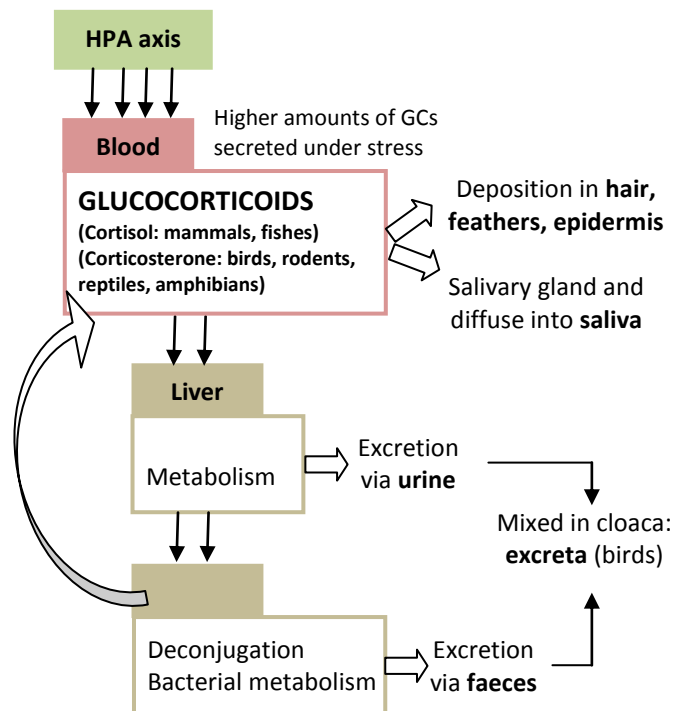 HPA axis
Higher amounts of GCs
secreted under stress
Blood
GLUCOCORTICOIDS
(Cortisol: mammals, fishes)
(Corticosterone: birds, rodents,
reptiles, amphibians)
Deposition in hair,
feathers, epidermis
Salivary gland and
diffuse into saliva
Liver
Metabolism
Excretion
via urine
Mixed in cloaca:
excreta (birds)
Deconjugation
Bacterial metabolism
Excretion
via faeces